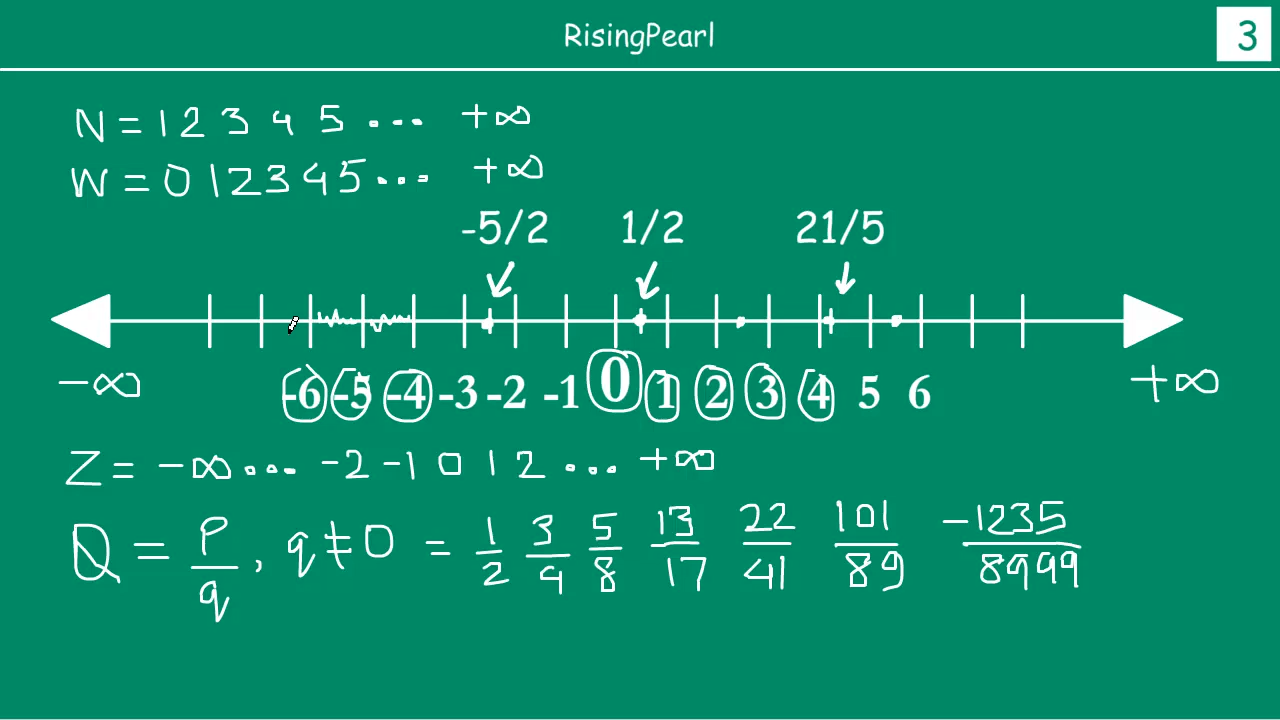 RisingPearl
3
N = 1 2 3 4 5 ... +∞
W = 0 1 2 3 4 5 ... +∞
-5/2 1/2 21/5
-6 -5 -4 -3 -2 -1 0 1 2 3 4 5 6
-∞ +∞
Z = -∞ ... -2 -1 0 1 2 ... +∞
Q = p/q, q ≠ 0 = 1/2 3/4 5/8 13/17 22/41 101/89 -1235/8999